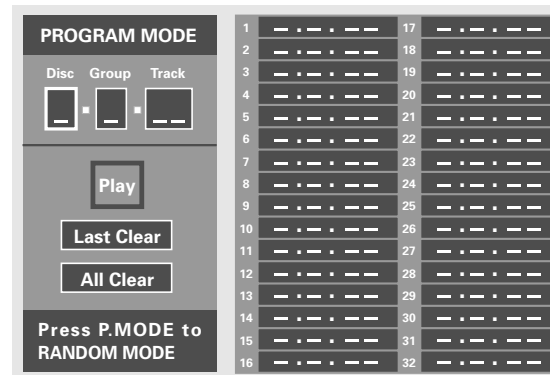 PROGRAM MODE
Disc Group Track
_ . _ . _ _
Play
Last Clear
All Clear
Press P.MODE to
RANDOM MODE
1 _ . _ . _ _ 17 _ . _ . _ _
2 _ . _ . _ _ 18 _ . _ . _ _
3 _ . _ . _ _ 19 _ . _ . _ _
4 _ . _ . _ _ 20 _ . _ . _ _
5 _ . _ . _ _ 21 _ . _ . _ _
6 _ . _ . _ _ 22 _ . _ . _ _
7 _ . _ . _ _ 23 _ . _ . _ _
8 _ . _ . _ _ 24 _ . _ . _ _
9 _ . _ . _ _ 25 _ . _ . _ _
10 _ . _ . _ _ 26 _ . _ . _ _
11 _ . _ . _ _ 27 _ . _ . _ _
12 _ . _ . _ _ 28 _ . _ . _ _
13 _ . _ . _ _ 29 _ . _ . _ _
14 _ . _ . _ _ 30 _ . _ . _ _
15 _ . _ . _ _ 31 _ . _ . _ _
16 _ . _ . _ _ 32 _ . _ . _ _